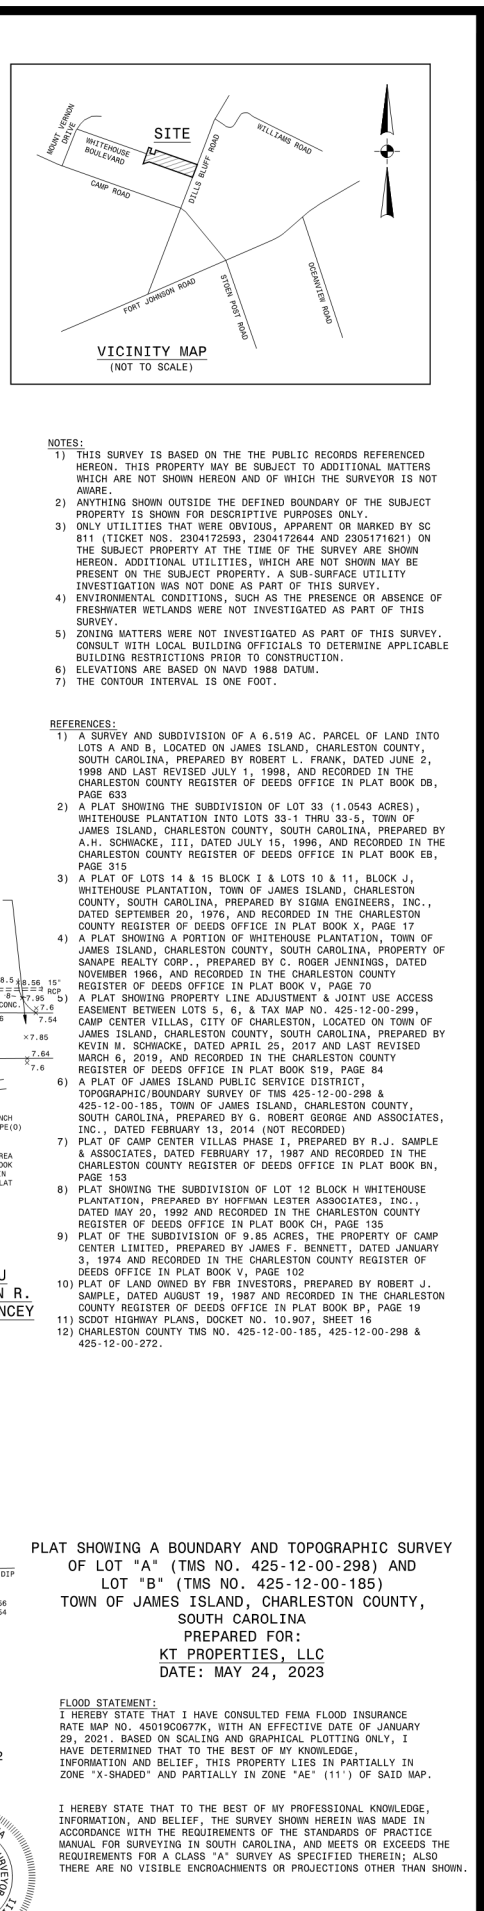 MOUNT VERNON
DRIVE
WHITEHOUSE
BOULEVARD
SITE
DILLS BLUFF ROAD
WILLIAMS ROAD
CAMP ROAD
FORT JOHNSON ROAD
STOEN POST ROAD
OCEANVIEW ROAD
VICINITY MAP
(NOT TO SCALE)
NOTES:
1) THIS SURVEY IS BASED ON THE THE PUBLIC RECORDS REFERENCED
HEREON. THIS PROPERTY MAY BE SUBJECT TO ADDITIONAL MATTERS
WHICH ARE NOT SHOWN HEREON AND OF WHICH THE SURVEYOR IS NOT
AWARE.
2) ANYTHING SHOWN OUTSIDE THE DEFINED BOUNDARY OF THE SUBJECT
PROPERTY IS SHOWN FOR DESCRIPTIVE PURPOSES ONLY.
3) ONLY UTILITIES THAT WERE OBVIOUS, APPARENT OR MARKED BY SC
811 (TICKET NOS. 2304172593, 2304172644 AND 2305171621) ON
THE SUBJECT PROPERTY AT THE TIME OF THE SURVEY ARE SHOWN
HEREON. ADDITIONAL UTILITIES, WHICH ARE NOT SHOWN MAY BE
PRESENT ON THE SUBJECT PROPERTY. A SUB-SURFACE UTILITY
INVESTIGATION WAS NOT DONE AS PART OF THIS SURVEY.
4) ENVIRONMENTAL CONDITIONS, SUCH AS THE PRESENCE OR ABSENCE OF
FRESHWATER WETLANDS WERE NOT INVESTIGATED AS PART OF THIS
SURVEY.
5) ZONING MATTERS WERE NOT INVESTIGATED AS PART OF THIS SURVEY.
CONSULT WITH LOCAL BUILDING OFFICIALS TO DETERMINE APPLICABLE
BUILDING RESTRICTIONS PRIOR TO CONSTRUCTION.
6) ELEVATIONS ARE BASED ON NAVD 1988 DATUM.
7) THE CONTOUR INTERVAL IS ONE FOOT.
REFERENCES:
1) A SURVEY AND SUBDIVISION OF A 6.519 AC. PARCEL OF LAND INTO
LOTS A AND B, LOCATED ON JAMES ISLAND, CHARLESTON COUNTY,
SOUTH CAROLINA, PREPARED BY ROBERT L. FRANK, DATED JUNE 2,
1998 AND LAST REVISED JULY 1, 1998, AND RECORDED IN THE
CHARLESTON COUNTY REGISTER OF DEEDS OFFICE IN PLAT BOOK DB,
PAGE 633
2) A PLAT SHOWING THE SUBDIVISION OF LOT 33 (1.0543 ACRES),
WHITEHOUSE PLANTATION INTO LOTS 33-1 THRU 33-5, TOWN OF
JAMES ISLAND, CHARLESTON COUNTY, SOUTH CAROLINA, PREPARED BY
A.H. SCHWACKE, III, DATED JULY 15, 1996, AND RECORDED IN THE
CHARLESTON COUNTY REGISTER OF DEEDS OFFICE IN PLAT BOOK EB,
PAGE 315
3) A PLAT OF LOTS 14 & 15 BLOCK I & LOTS 10 & 11, BLOCK J,
WHITEHOUSE PLANTATION, TOWN OF JAMES ISLAND, CHARLESTON
COUNTY, SOUTH CAROLINA, PREPARED BY SIGMA ENGINEERS, INC.,
DATED SEPTEMBER 20, 1976, AND RECORDED IN THE CHARLESTON
COUNTY REGISTER OF DEEDS OFFICE IN PLAT BOOK X, PAGE 17
4) A PLAT SHOWING A PORTION OF WHITEHOUSE PLANTATION, TOWN OF
JAMES ISLAND, CHARLESTON COUNTY, SOUTH CAROLINA, PROPERTY OF
SANAPE REALTY CORP., PREPARED BY C. ROGER JENNINGS, DATED
NOVEMBER 1966, AND RECORDED IN THE CHARLESTON COUNTY
REGISTER OF DEEDS OFFICE IN PLAT BOOK V, PAGE 70
5) A PLAT SHOWING PROPERTY LINE ADJUSTMENT & JOINT USE ACCESS
EASEMENT BETWEEN LOTS 5, 6, & TAX MAP NO. 425-12-00-299,
CAMP CENTER VILLAS, CITY OF CHARLESTON, LOCATED ON TOWN OF
JAMES ISLAND, CHARLESTON COUNTY, SOUTH CAROLINA, PREPARED BY
KEVIN M. SCHWACKE, DATED APRIL 25, 2017 AND LAST REVISED
MARCH 6, 2019, AND RECORDED IN THE CHARLESTON COUNTY
REGISTER OF DEEDS OFFICE IN PLAT BOOK S19, PAGE 84
6) A PLAT OF JAMES ISLAND PUBLIC SERVICE DISTRICT,
TOPOGRAPHIC/BOUNDARY SURVEY OF TMS 425-12-00-298 &
425-12-00-185, TOWN OF JAMES ISLAND, CHARLESTON COUNTY,
SOUTH CAROLINA, PREPARED BY G. ROBERT GEORGE AND ASSOCIATES,
INC., DATED FEBRUARY 13, 2014 (NOT RECORDED)
7) PLAT OF CAMP CENTER VILLAS PHASE I, PREPARED BY R.J. SAMPLE
& ASSOCIATES, DATED FEBRUARY 17, 1987 AND RECORDED IN THE
CHARLESTON COUNTY REGISTER OF DEEDS OFFICE IN PLAT BOOK BN,
PAGE 153
8) PLAT SHOWING THE SUBDIVISION OF LOT 12 BLOCK H WHITEHOUSE
PLANTATION, PREPARED BY HOFFMAN LESTER ASSOCIATES, INC.,
DATED MAY 20, 1992 AND RECORDED IN THE CHARLESTON COUNTY
REGISTER OF DEEDS OFFICE IN PLAT BOOK CH, PAGE 135
9) PLAT OF THE SUBDIVISION OF 9.85 ACRES, THE PROPERTY OF CAMP
CENTER LIMITED, PREPARED BY JAMES F. BENNETT, DATED JANUARY
3, 1974 AND RECORDED IN THE CHARLESTON COUNTY REGISTER OF
DEEDS OFFICE IN PLAT BOOK V, PAGE 102
10) PLAT OF LAND OWNED BY FBR INVESTORS, PREPARED BY ROBERT J.
SAMPLE, DATED AUGUST 19, 1987 AND RECORDED IN THE CHARLESTON
COUNTY REGISTER OF DEEDS OFFICE IN PLAT BOOK BP, PAGE 19
11) SCDOT HIGHWAY PLANS, DOCKET NO. 10.907, SHEET 16
12) CHARLESTON COUNTY TMS NO. 425-12-00-185, 425-12-00-298 &
425-12-00-272.
8.5
8.56
15"
RCP
8
7.95
CONC.
7.6
7.54
7.85
7.64
7.6
NCH
PE(O)
REA
OOK
IN
LAT
J
N R.
NCEY
DIP
PLAT SHOWING A BOUNDARY AND TOPOGRAPHIC SURVEY
OF LOT "A" (TMS NO. 425-12-00-298) AND
LOT "B" (TMS NO. 425-12-00-185)
TOWN OF JAMES ISLAND, CHARLESTON COUNTY,
SOUTH CAROLINA
PREPARED FOR:
KT PROPERTIES, LLC
DATE: MAY 24, 2023
FLOOD STATEMENT:
I HEREBY STATE THAT I HAVE CONSULTED FEMA FLOOD INSURANCE
RATE MAP NO. 45019C0677K, WITH AN EFFECTIVE DATE OF JANUARY
29, 2021. BASED ON SCALING AND GRAPHICAL PLOTTING ONLY, I
HAVE DETERMINED THAT TO THE BEST OF MY KNOWLEDGE,
INFORMATION AND BELIEF, THIS PROPERTY LIES IN PARTIALLY IN
ZONE "X-SHADED" AND PARTIALLY IN ZONE "AE" (11') OF SAID MAP.
I HEREBY STATE THAT TO THE BEST OF MY PROFESSIONAL KNOWLEDGE,
INFORMATION, AND BELIEF, THE SURVEY SHOWN HEREIN WAS MADE IN
ACCORDANCE WITH THE REQUIREMENTS OF THE STANDARDS OF PRACTICE
MANUAL FOR SURVEYING IN SOUTH CAROLINA, AND MEETS OR EXCEEDS THE
REQUIREMENTS FOR A CLASS "A" SURVEY AS SPECIFIED THEREIN; ALSO
THERE ARE NO VISIBLE ENCROACHMENTS OR PROJECTIONS OTHER THAN SHOWN.